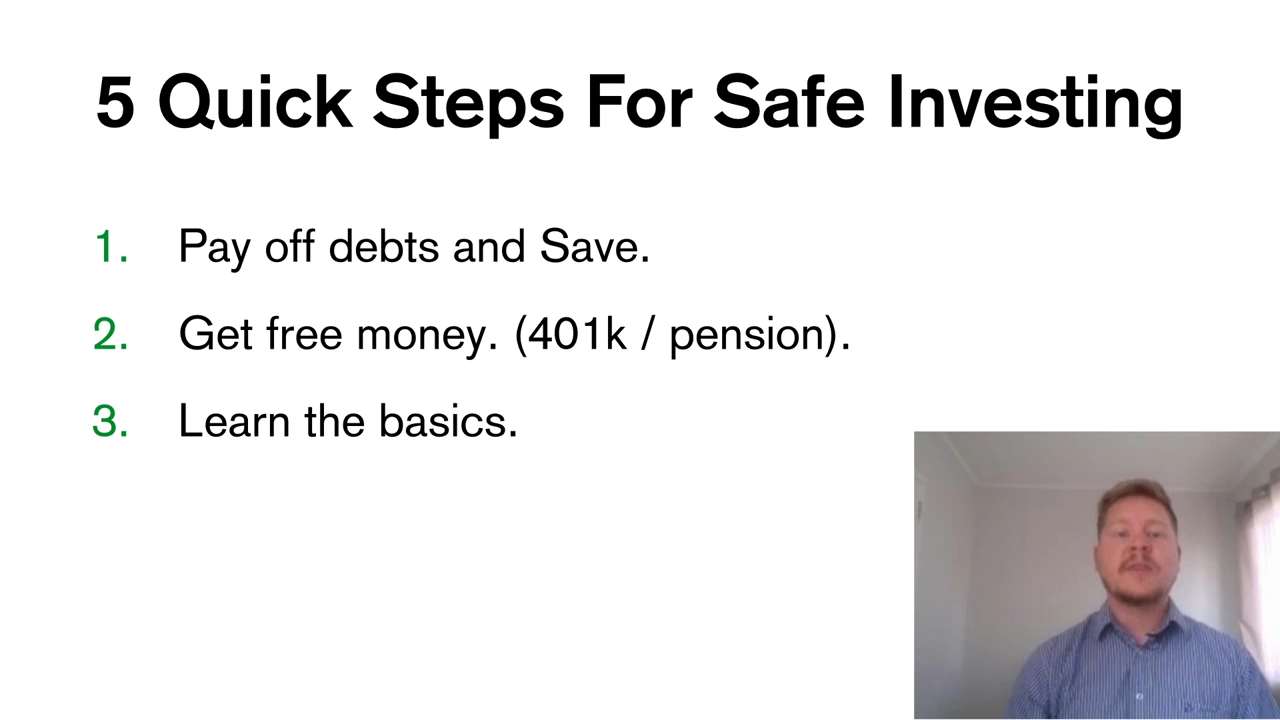 5 Quick Steps For Safe Investing
1. Pay off debts and Save.
2. Get free money. (401k / pension).
3. Learn the basics.